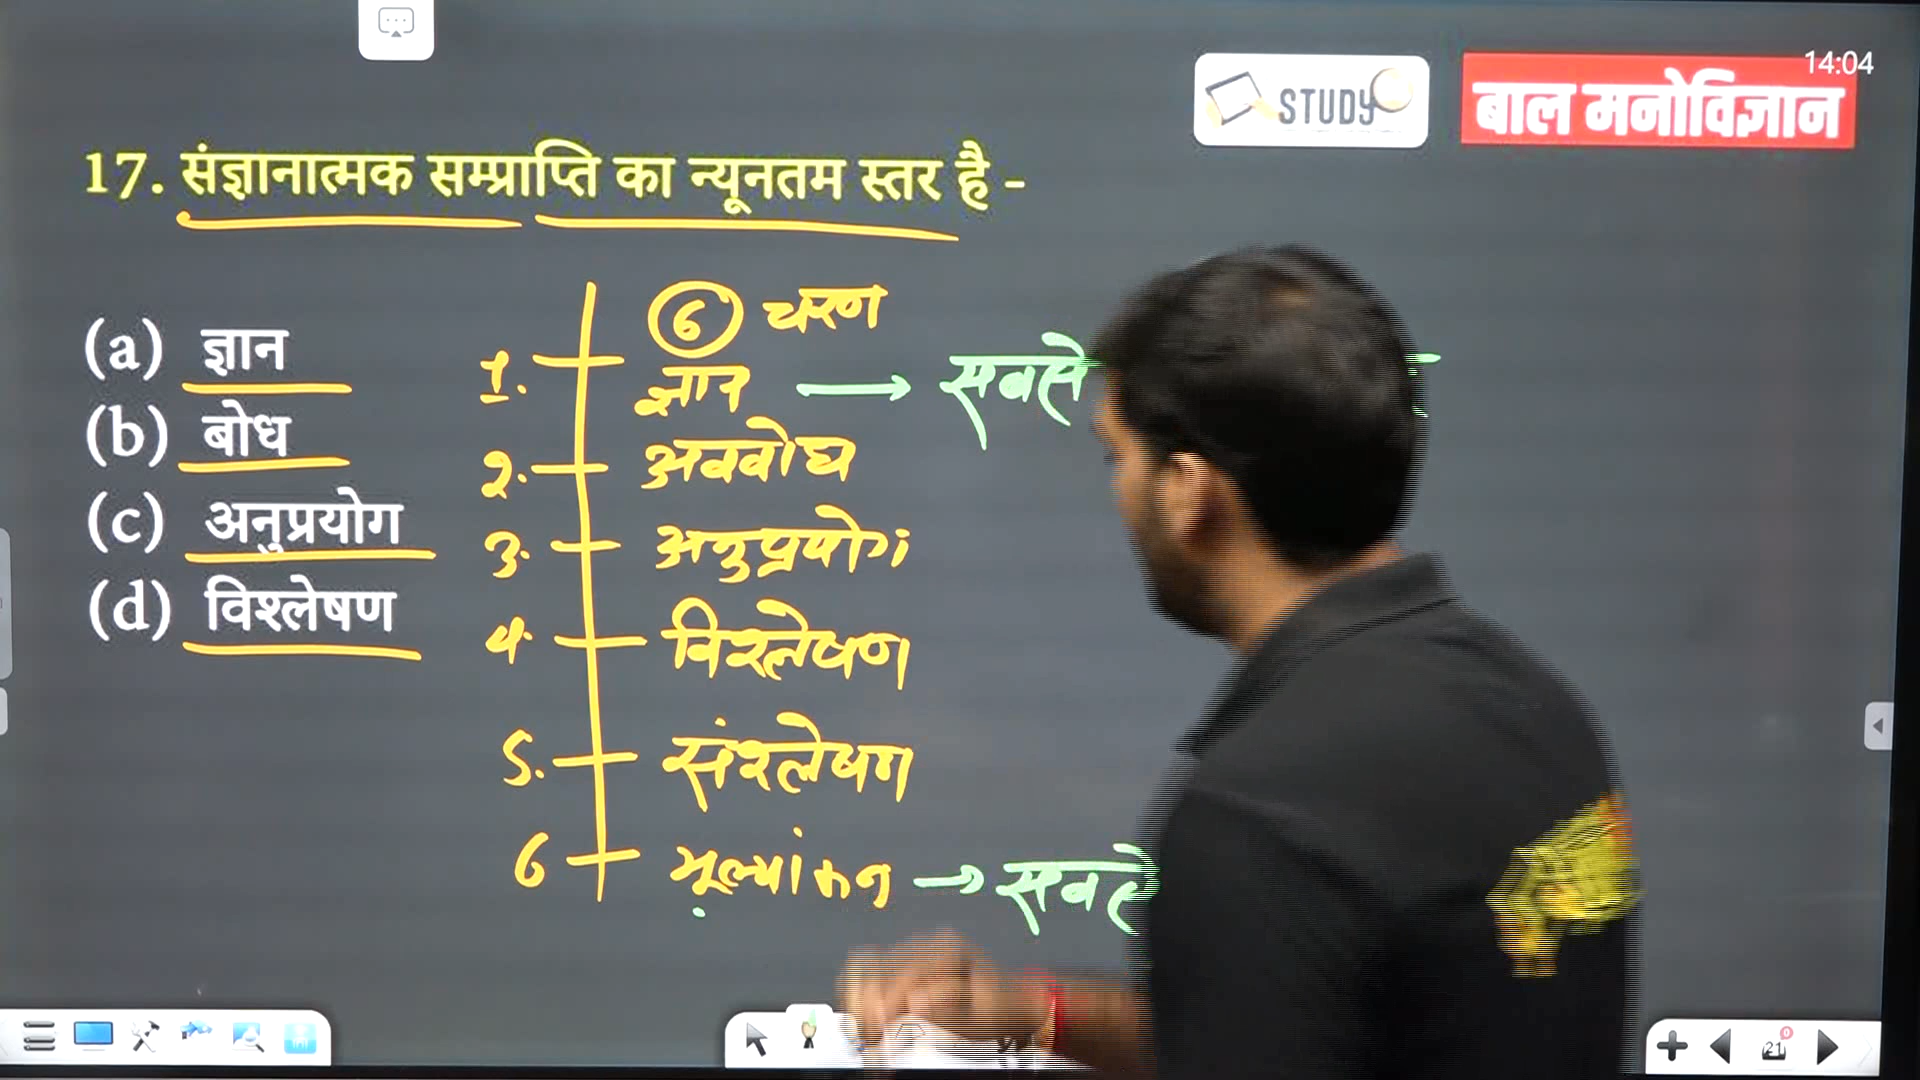 14:04
STUDY
बाल मनोविज्ञान
17. संज्ञानात्मक सम्प्राप्ति का न्यूनतम स्तर है -
(a) ज्ञान
(b) बोध
(c) अनुप्रयोग
(d) विश्लेषण
6 चरण
1. ज्ञान → सबसे
2. अवबोध
3. अनुप्रयोग
4. विश्लेषण
5. संश्लेषण
6 मूल्यांकन → सबसे
21